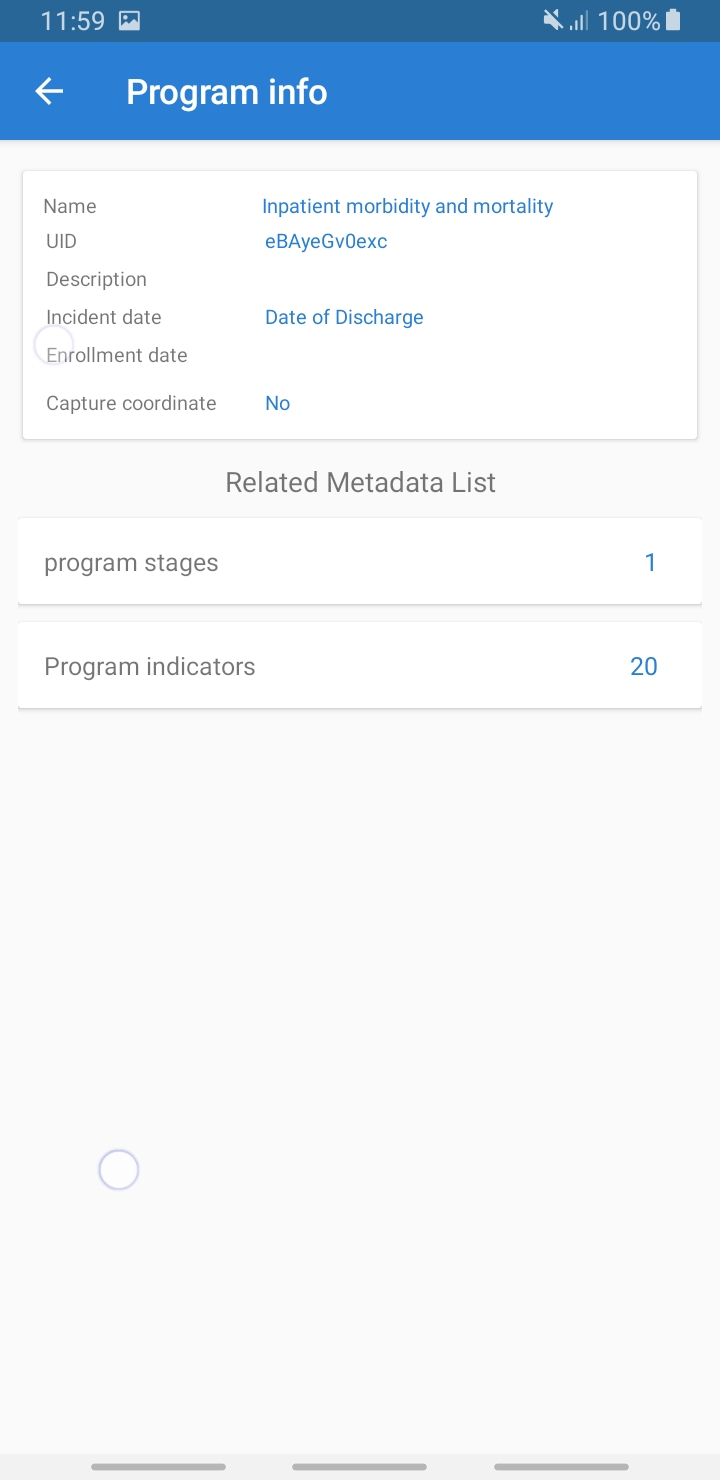 11:59 100%
Program info
Name Inpatient morbidity and mortality
UID eBAyeGv0exc
Description
Incident date Date of Discharge
Enrollment date
Capture coordinate No
Related Metadata List
program stages 1
Program indicators 20